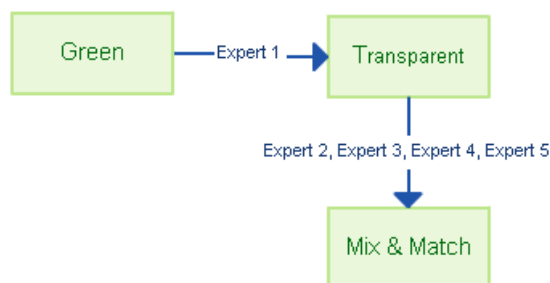 Green
Expert 1
Transparent
Expert 2, Expert 3, Expert 4, Expert 5
Mix & Match